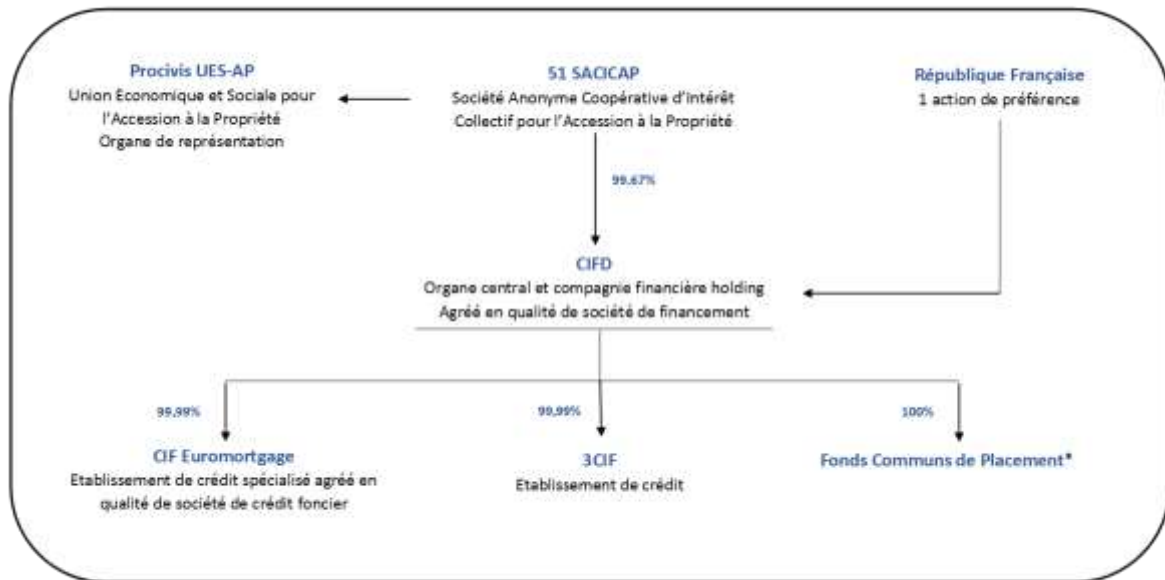 Procivis UES-AP
Union Economique et Sociale pour
l'Accession à la Propriété
Organe de représentation
51 SACICAP
Société Anonyme Coopérative d'Intérêt
Collectif pour l'Accession à la Propriété
République Française
1 action de préférence
99.67%
CIFD
Organe central et compagnie financière holding
Agréé en qualité de société de financement
99,99%
99,99%
100%
CIF Euromortgage
Etablissement de crédit spécialisé agréé en
qualité de société de crédit foncier
3CIF
Etablissement de crédit
Fonds Communs de Placement*